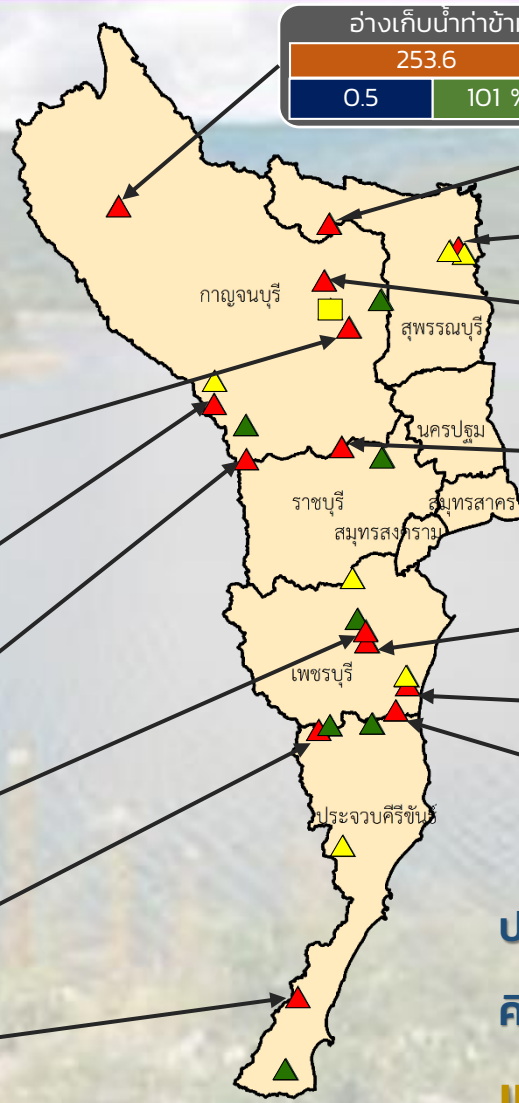 อ่างเก็บน้ำท่าข้าม
253.6
0.5 101 %
กาญจนบุรี
สุพรรณบุรี
นครปฐม
ราชบุรี
สมุทรสาคร
สมุทรสงคราม
เพชรบุรี
ประจวบคีรีขันธ์
ป
คิ